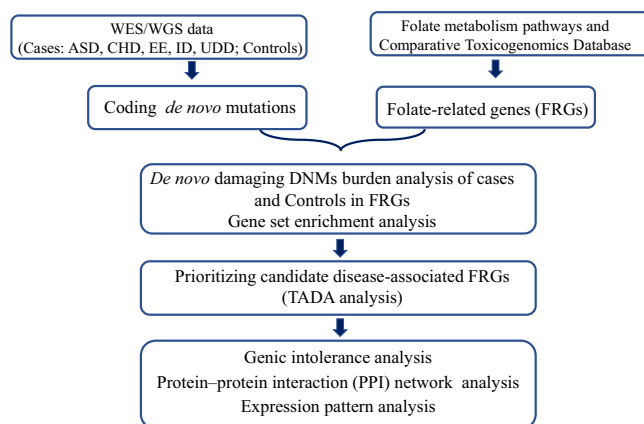 WES/WGS data
(Cases: ASD, CHD, EE, ID, UDD; Controls)
Folate metabolism pathways and
Comparative Toxicogenomics Database
Coding de novo mutations
Folate-related genes (FRGs)
De novo damaging DNMs burden analysis of cases
and Controls in FRGs
Gene set enrichment analysis
Prioritizing candidate disease-associated FRGs
(TADA analysis)
Genic intolerance analysis
Protein–protein interaction (PPI) network analysis
Expression pattern analysis